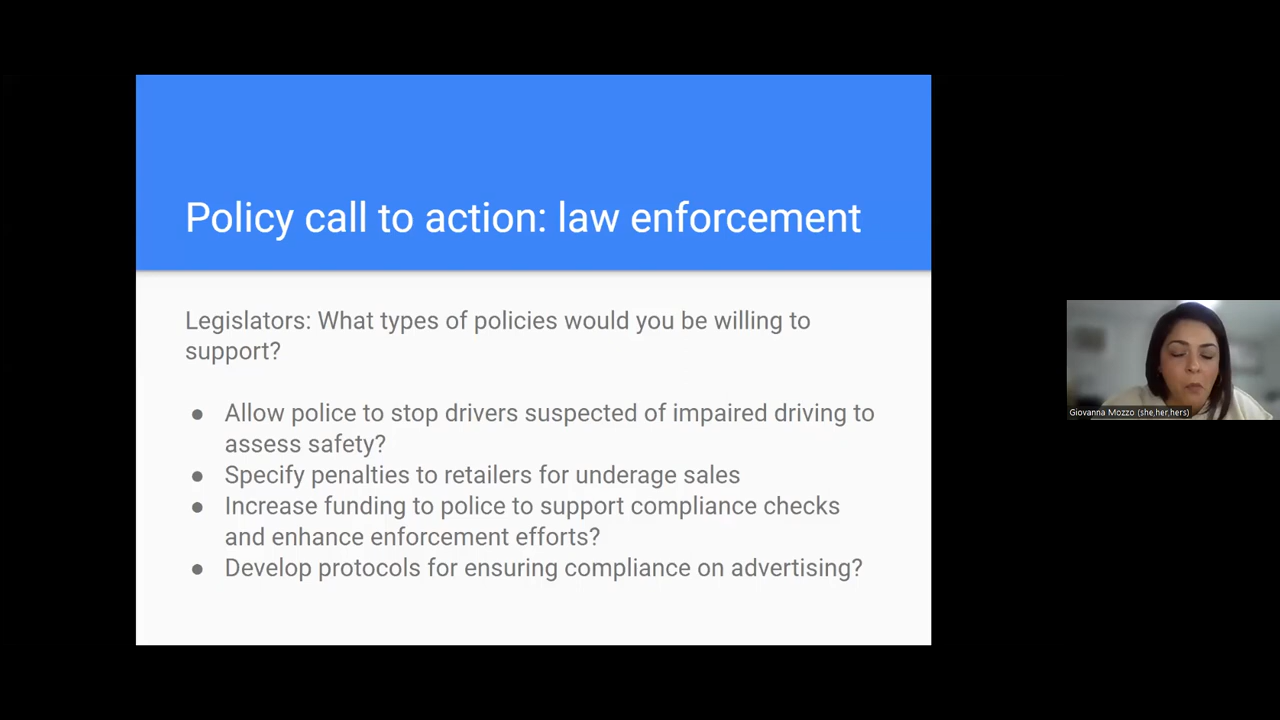 Policy call to action: law enforcement
Legislators: What types of policies would you be willing to
support?
● Allow police to stop drivers suspected of impaired driving to
assess safety?
● Specify penalties to retailers for underage sales
● Increase funding to police to support compliance checks
and enhance enforcement efforts?
● Develop protocols for ensuring compliance on advertising?
Giovanna Mozzo (she,her,hers)